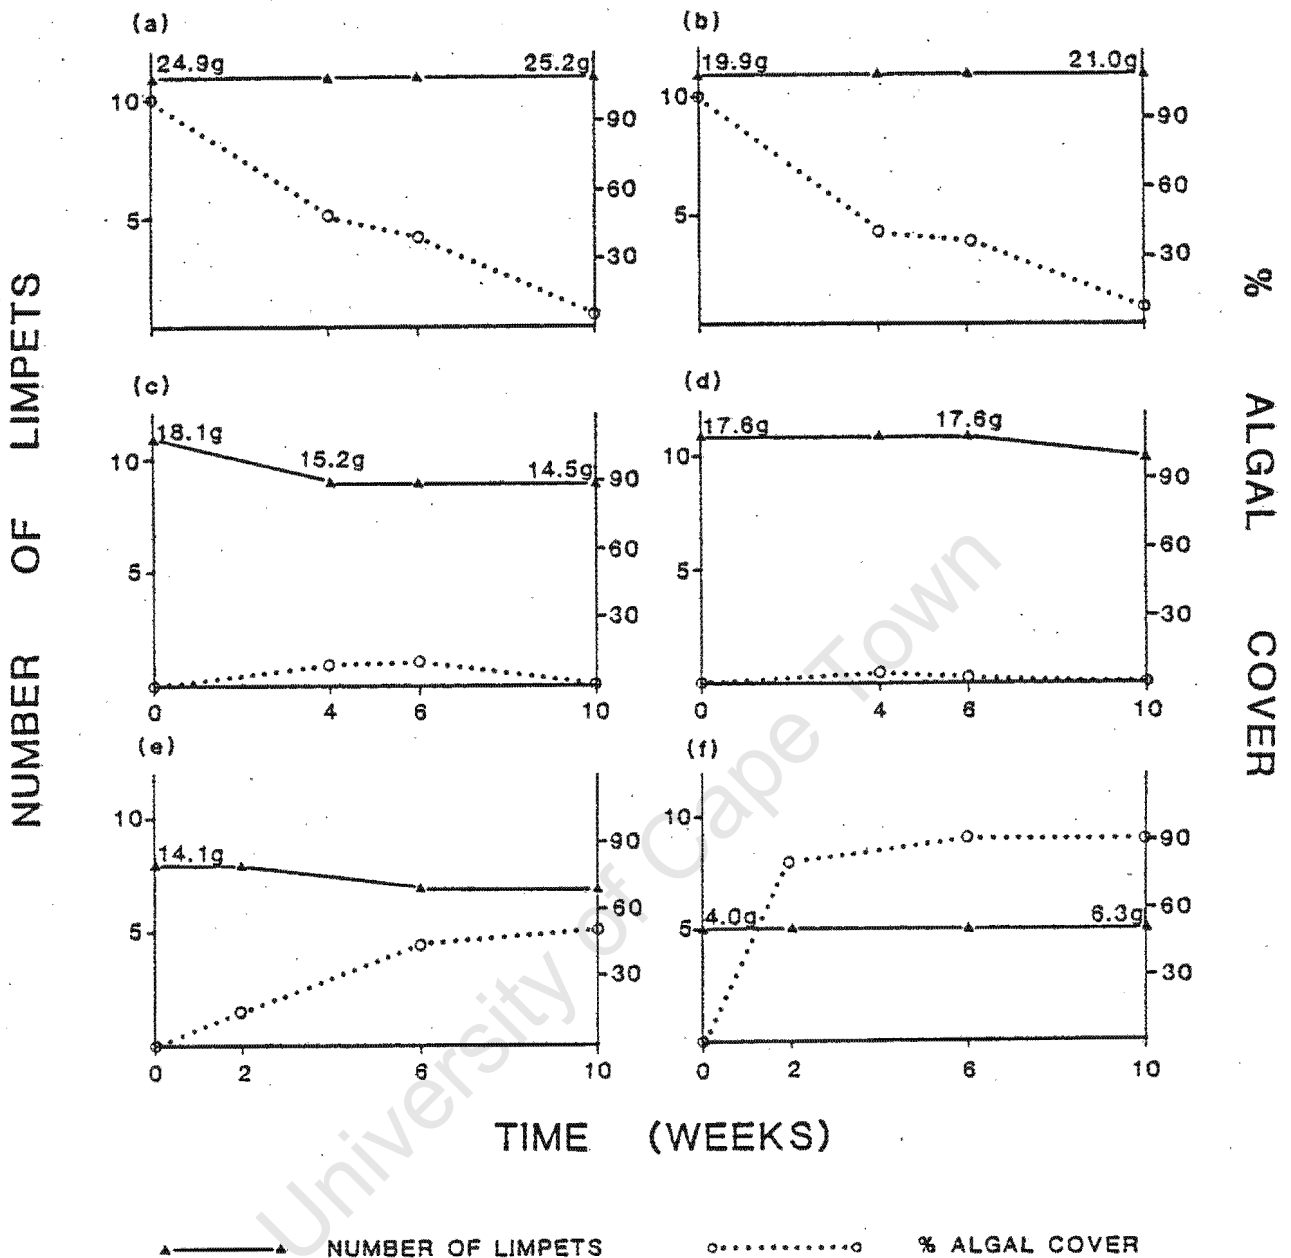 (a) (b)
24.9g 25.2g 19.9g 21.0g
10 90 10 90
60 60
5 5
30 30
(c) (d)
18.1g 15.2g 14.5g 17.6g 17.6g
10 90 10 90
60 60
5 5
30 30
0 4 6 10 0 4 6 10
(e) (f)
10 90 10 90
14.1g
60 4.0g 6.3g 60
5 5
30 30
0 2 6 10 0 2 6 10
NUMBER OF LIMPETS
% ALGAL COVER
TIME (WEEKS)
NUMBER OF LIMPETS % ALGAL COVER
University of Cape Town